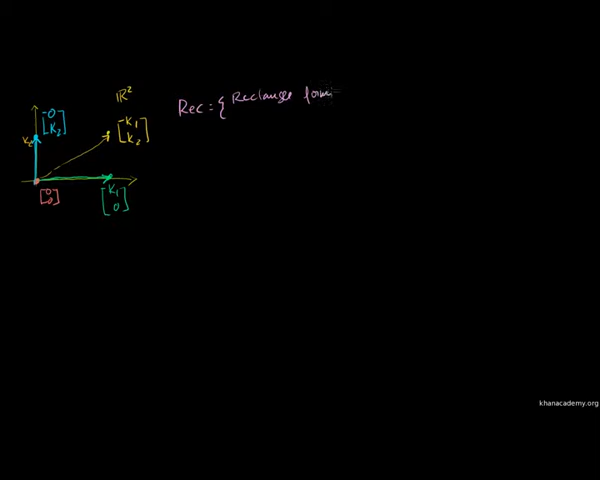 ℝ²
Rec = { Rectangle form
[0
K₂]
K₂
[K₁
K₂]
[0
0]
[K₁
0]
khanacademy.org